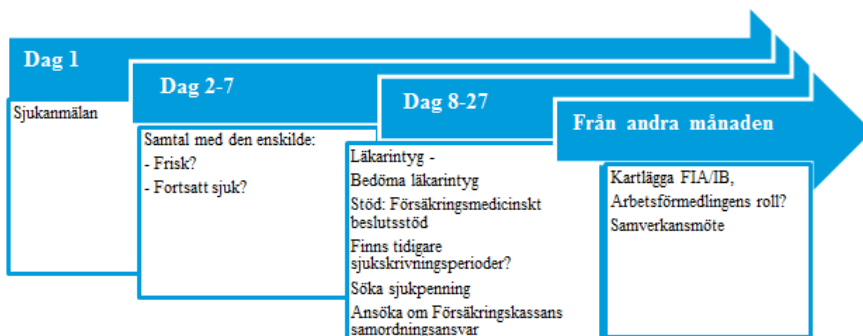 Dag 1
Sjukanmälan
Dag 2-7
Samtal med den enskilde:
- Frisk?
- Fortsatt sjuk?
Dag 8-27
Läkarintyg -
Bedöma läkarintyg
Stöd: Försäkringsmedicinskt
beslutsstöd
Finns tidigare
sjukskrivningsperioder?
Söka sjukpenning
Ansöka om Försäkringskassans
samordningsansvar
Från andra månaden
Kartlägga FIA/IB,
Arbetsförmedlingens roll?
Samverkansmöte